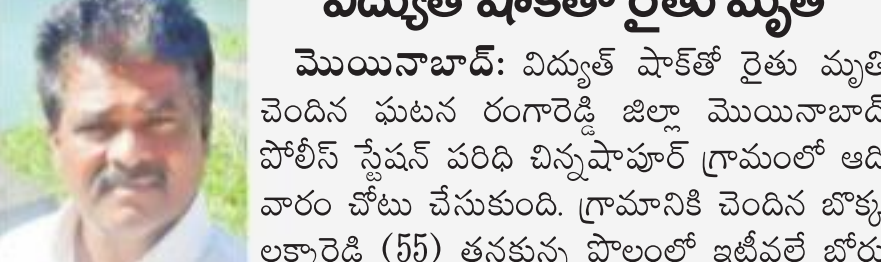 విద్యుత్ షాక్‌తో రైతు మృతి
మొయినాబాద్: విద్యుత్ షాక్‌తో రైతు మృతి
చెందిన ఘటన రంగారెడ్డి జిల్లా మొయినాబాద్
పోలీస్ స్టేషన్ పరిధి చిన్నషాపూర్ గ్రామంలో ఆది
వారం చోటు చేసుకుంది. గ్రామానికి చెందిన బొక్క
లక్ష్మారెడ్డి (55) తనకున్న పొలంలో ఇటీవలే బోరు